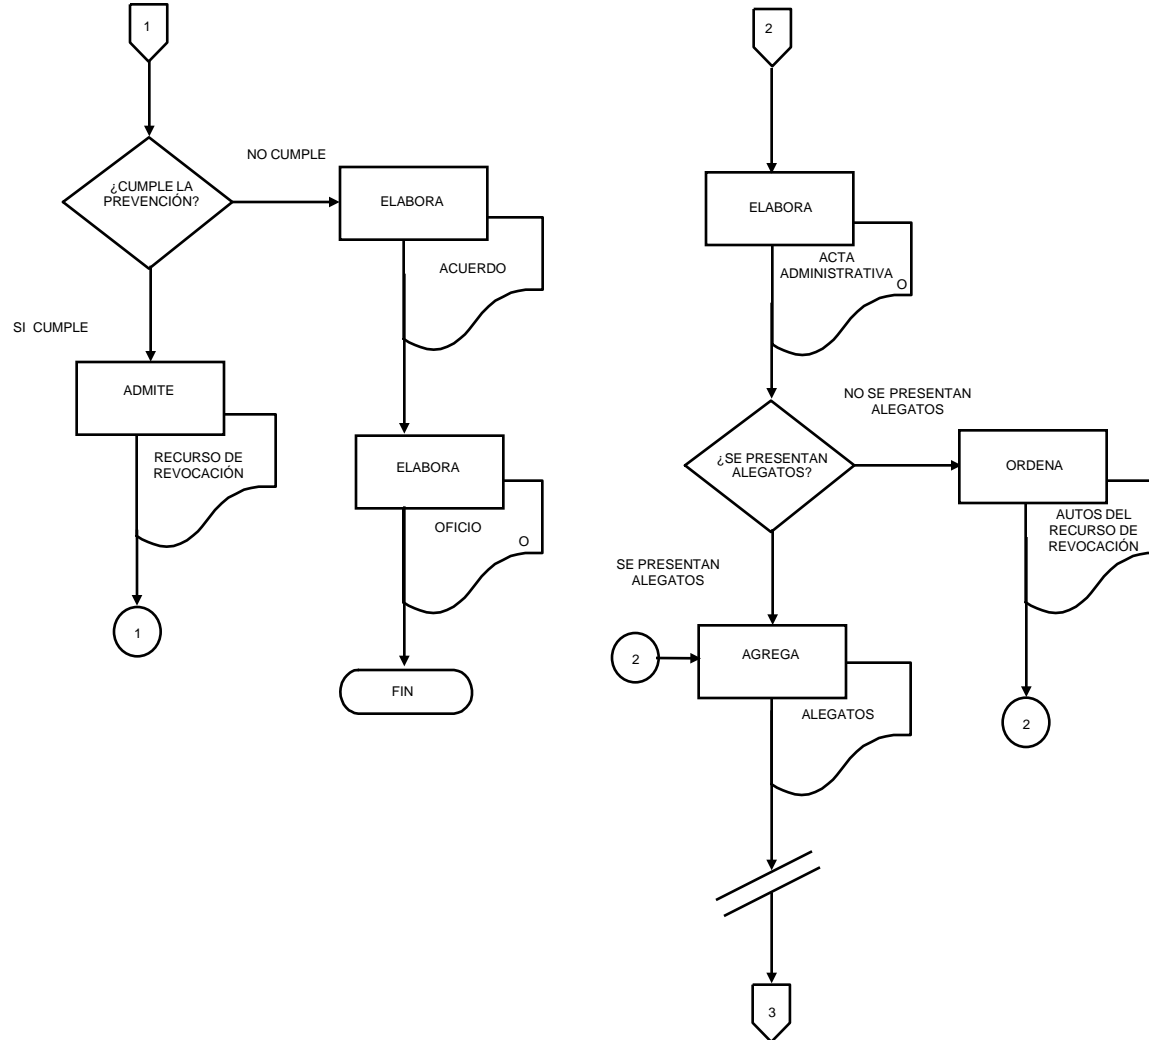 1
¿CUMPLE LA
PREVENCIÓN?
NO CUMPLE
ELABORA
ACUERDO
SI CUMPLE
ADMITE
RECURSO DE
REVOCACIÓN
1
ELABORA
OFICIO
O
FIN
2
ELABORA
ACTA
ADMINISTRATIVA
O
¿SE PRESENTAN
ALEGATOS?
NO SE PRESENTAN
ALEGATOS
ORDENA
AUTOS DEL
RECURSO DE
REVOCACIÓN
2
SE PRESENTAN
ALEGATOS
2
AGREGA
ALEGATOS
3